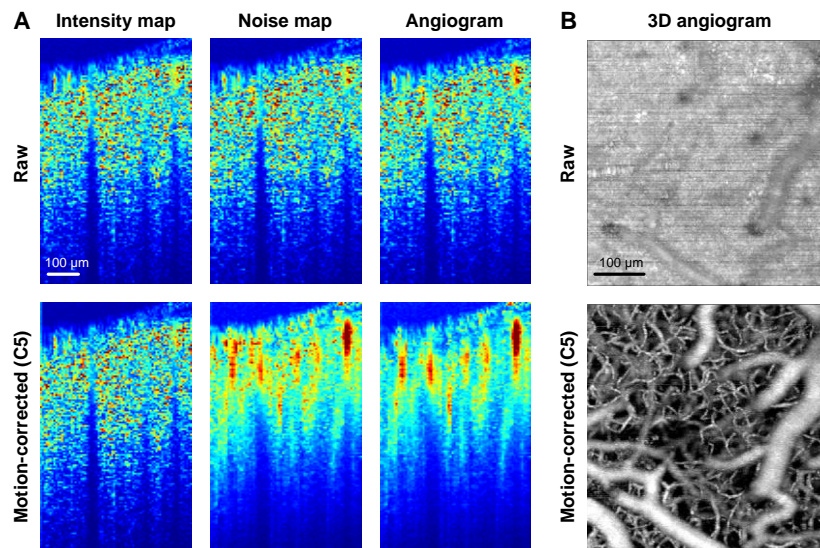 A
Intensity map
Noise map
Angiogram
B
3D angiogram
Raw
100 µm
Raw
100 µm
Motion-corrected (C5)
Motion-corrected (C5)